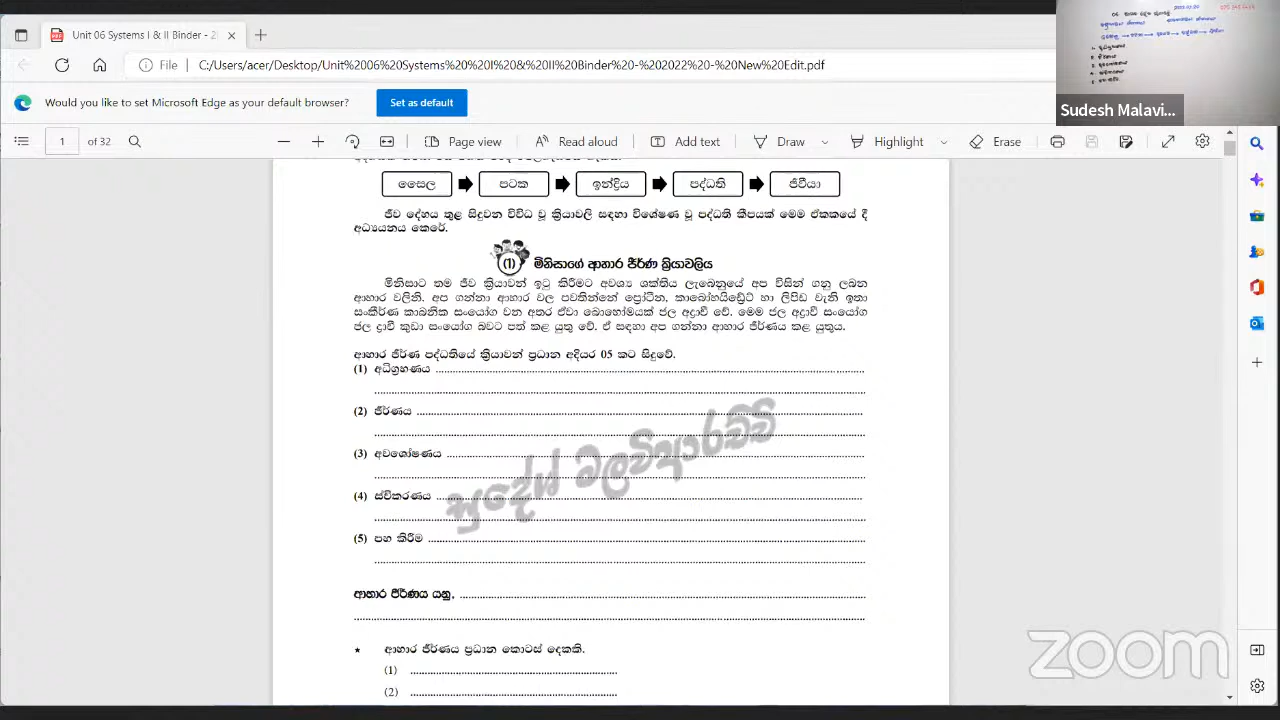 Unit 06 Systems I & II Binder - 2
File
C:/Users/acer/Desktop/Unit%2006%20Systems%20I%20&%20II%20Binder%20-%202022%20-%20New%20Edit.pdf
Would you like to set Microsoft Edge as your default browser?
Set as default
1 of 32
Page view
Read aloud
Add text
Draw
Highlight
Erase
Sudesh Malavi...
සෛල
පටක
ඉන්ද්‍රිය
පද්ධති
ජීවියා
ජීව දේහය තුළ සිදුවන විවිධ වූ ක්‍රියාවලි සඳහා විශේෂණ වූ පද්ධති කීපයක් මෙම ඒකකයේ දී
අධ්‍යයනය කෙරේ.
(1) මිනිසාගේ ආහාර ජීර්ණ ක්‍රියාවලිය
මිනිසාට තම ජීව ක්‍රියාවන් ඉටු කිරීමට අවශ්‍ය ශක්තිය ලැබෙනුයේ අප විසින් ගනු ලබන
ආහාර වලිනි. අප ගන්නා ආහාර වල පවතින්නේ ප්‍රෝටීන, කාබෝහයිඩ්‍රේට් හා ලිපිඩ වැනි ඉතා
සංකීර්ණ කාබනික සංයෝග වන අතර ඒවා බොහෝමයක් ජල අද්‍රාවී වේ. මෙම ජල අද්‍රාවී සංයෝග
ජල ද්‍රාවී කුඩා සංයෝග බවට පත් කළ යුතු වේ. ඒ සඳහා අප ගන්නා ආහාර ජීර්ණය කළ යුතුය.
ආහාර ජීර්ණ පද්ධතියේ ක්‍රියාවන් ප්‍රධාන අදියර 05 කට සිදුවේ.
(1) අධිග්‍රහණය
(2) ජීර්ණය
(3) අවශෝෂණය
(4) ස්වීකරණය
(5) පහ කිරීම
සුදේශ් මලවිආරච්චි
ආහාර ජීර්ණය යනු,
★ ආහාර ජීර්ණය ප්‍රධාන කොටස් දෙකකි.
(1)
(2)
zoom